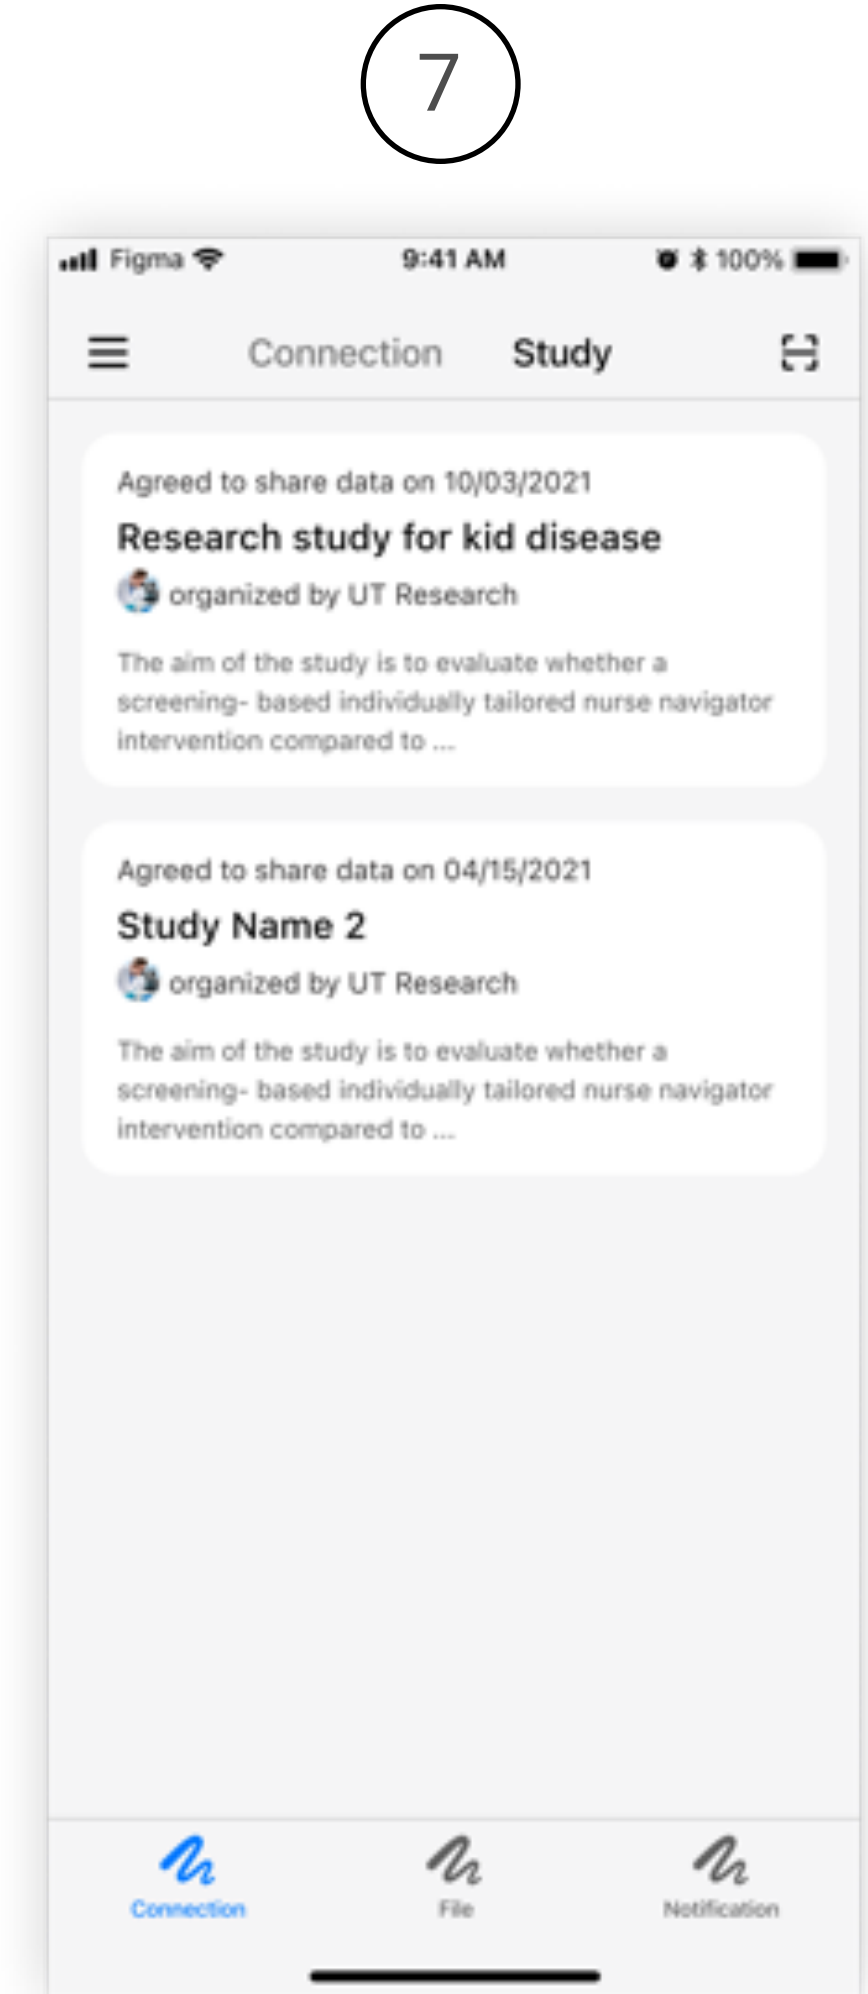 7
Figma 9:41 AM 100%
Connection Study
Agreed to share data on 10/03/2021
Research study for kid disease
organized by UT Research
The aim of the study is to evaluate whether a
screening- based individually tailored nurse navigator
intervention compared to ...
Agreed to share data on 04/15/2021
Study Name 2
organized by UT Research
The aim of the study is to evaluate whether a
screening- based individually tailored nurse navigator
intervention compared to ...
Connection File Notification